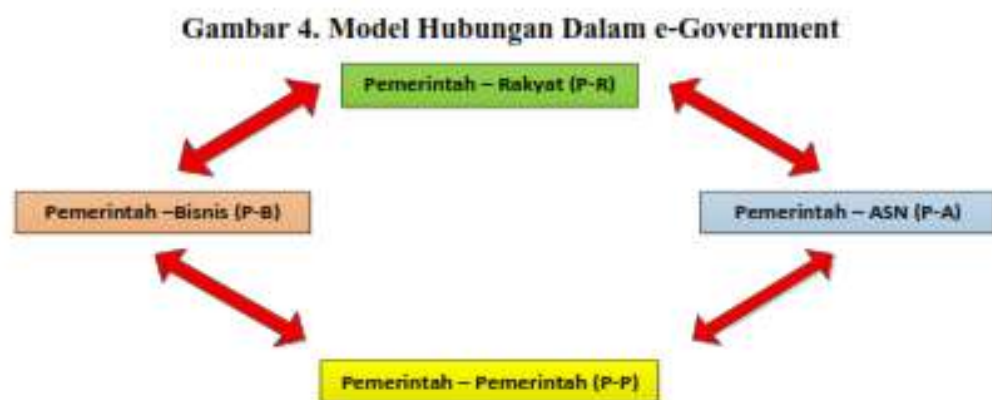 Gambar 4. Model Hubungan Dalam e-Government
Pemerintah – Rakyat (P-R)
Pemerintah –Bisnis (P-B)
Pemerintah – ASN (P-A)
Pemerintah – Pemerintah (P-P)